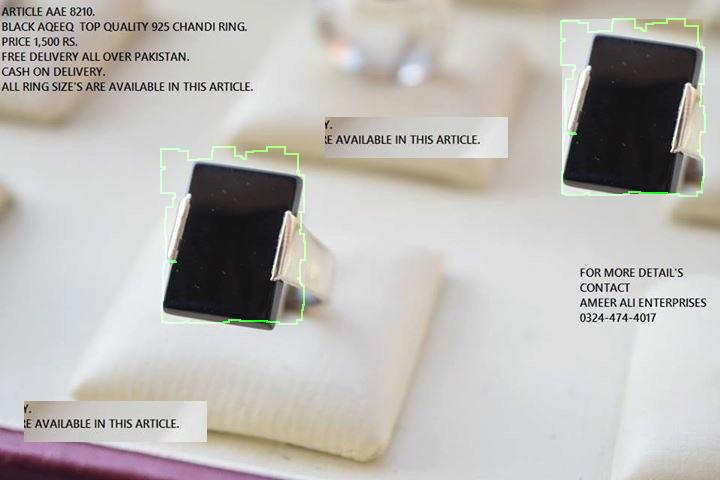 ARTICLE AAE 8210.
BLACK AQEEQ  TOP QUALITY 925 CHANDI RING.
PRICE 1,500 RS.
FREE DELIVERY ALL OVER PAKISTAN.
CASH ON DELIVERY.
ALL RING SIZE'S ARE AVAILABLE IN THIS ARTICLE.
Y.
RE AVAILABLE IN THIS ARTICLE.
FOR MORE DETAIL'S
CONTACT
AMEER ALI ENTERPRISES
0324-474-4017
Y.
RE AVAILABLE IN THIS ARTICLE.